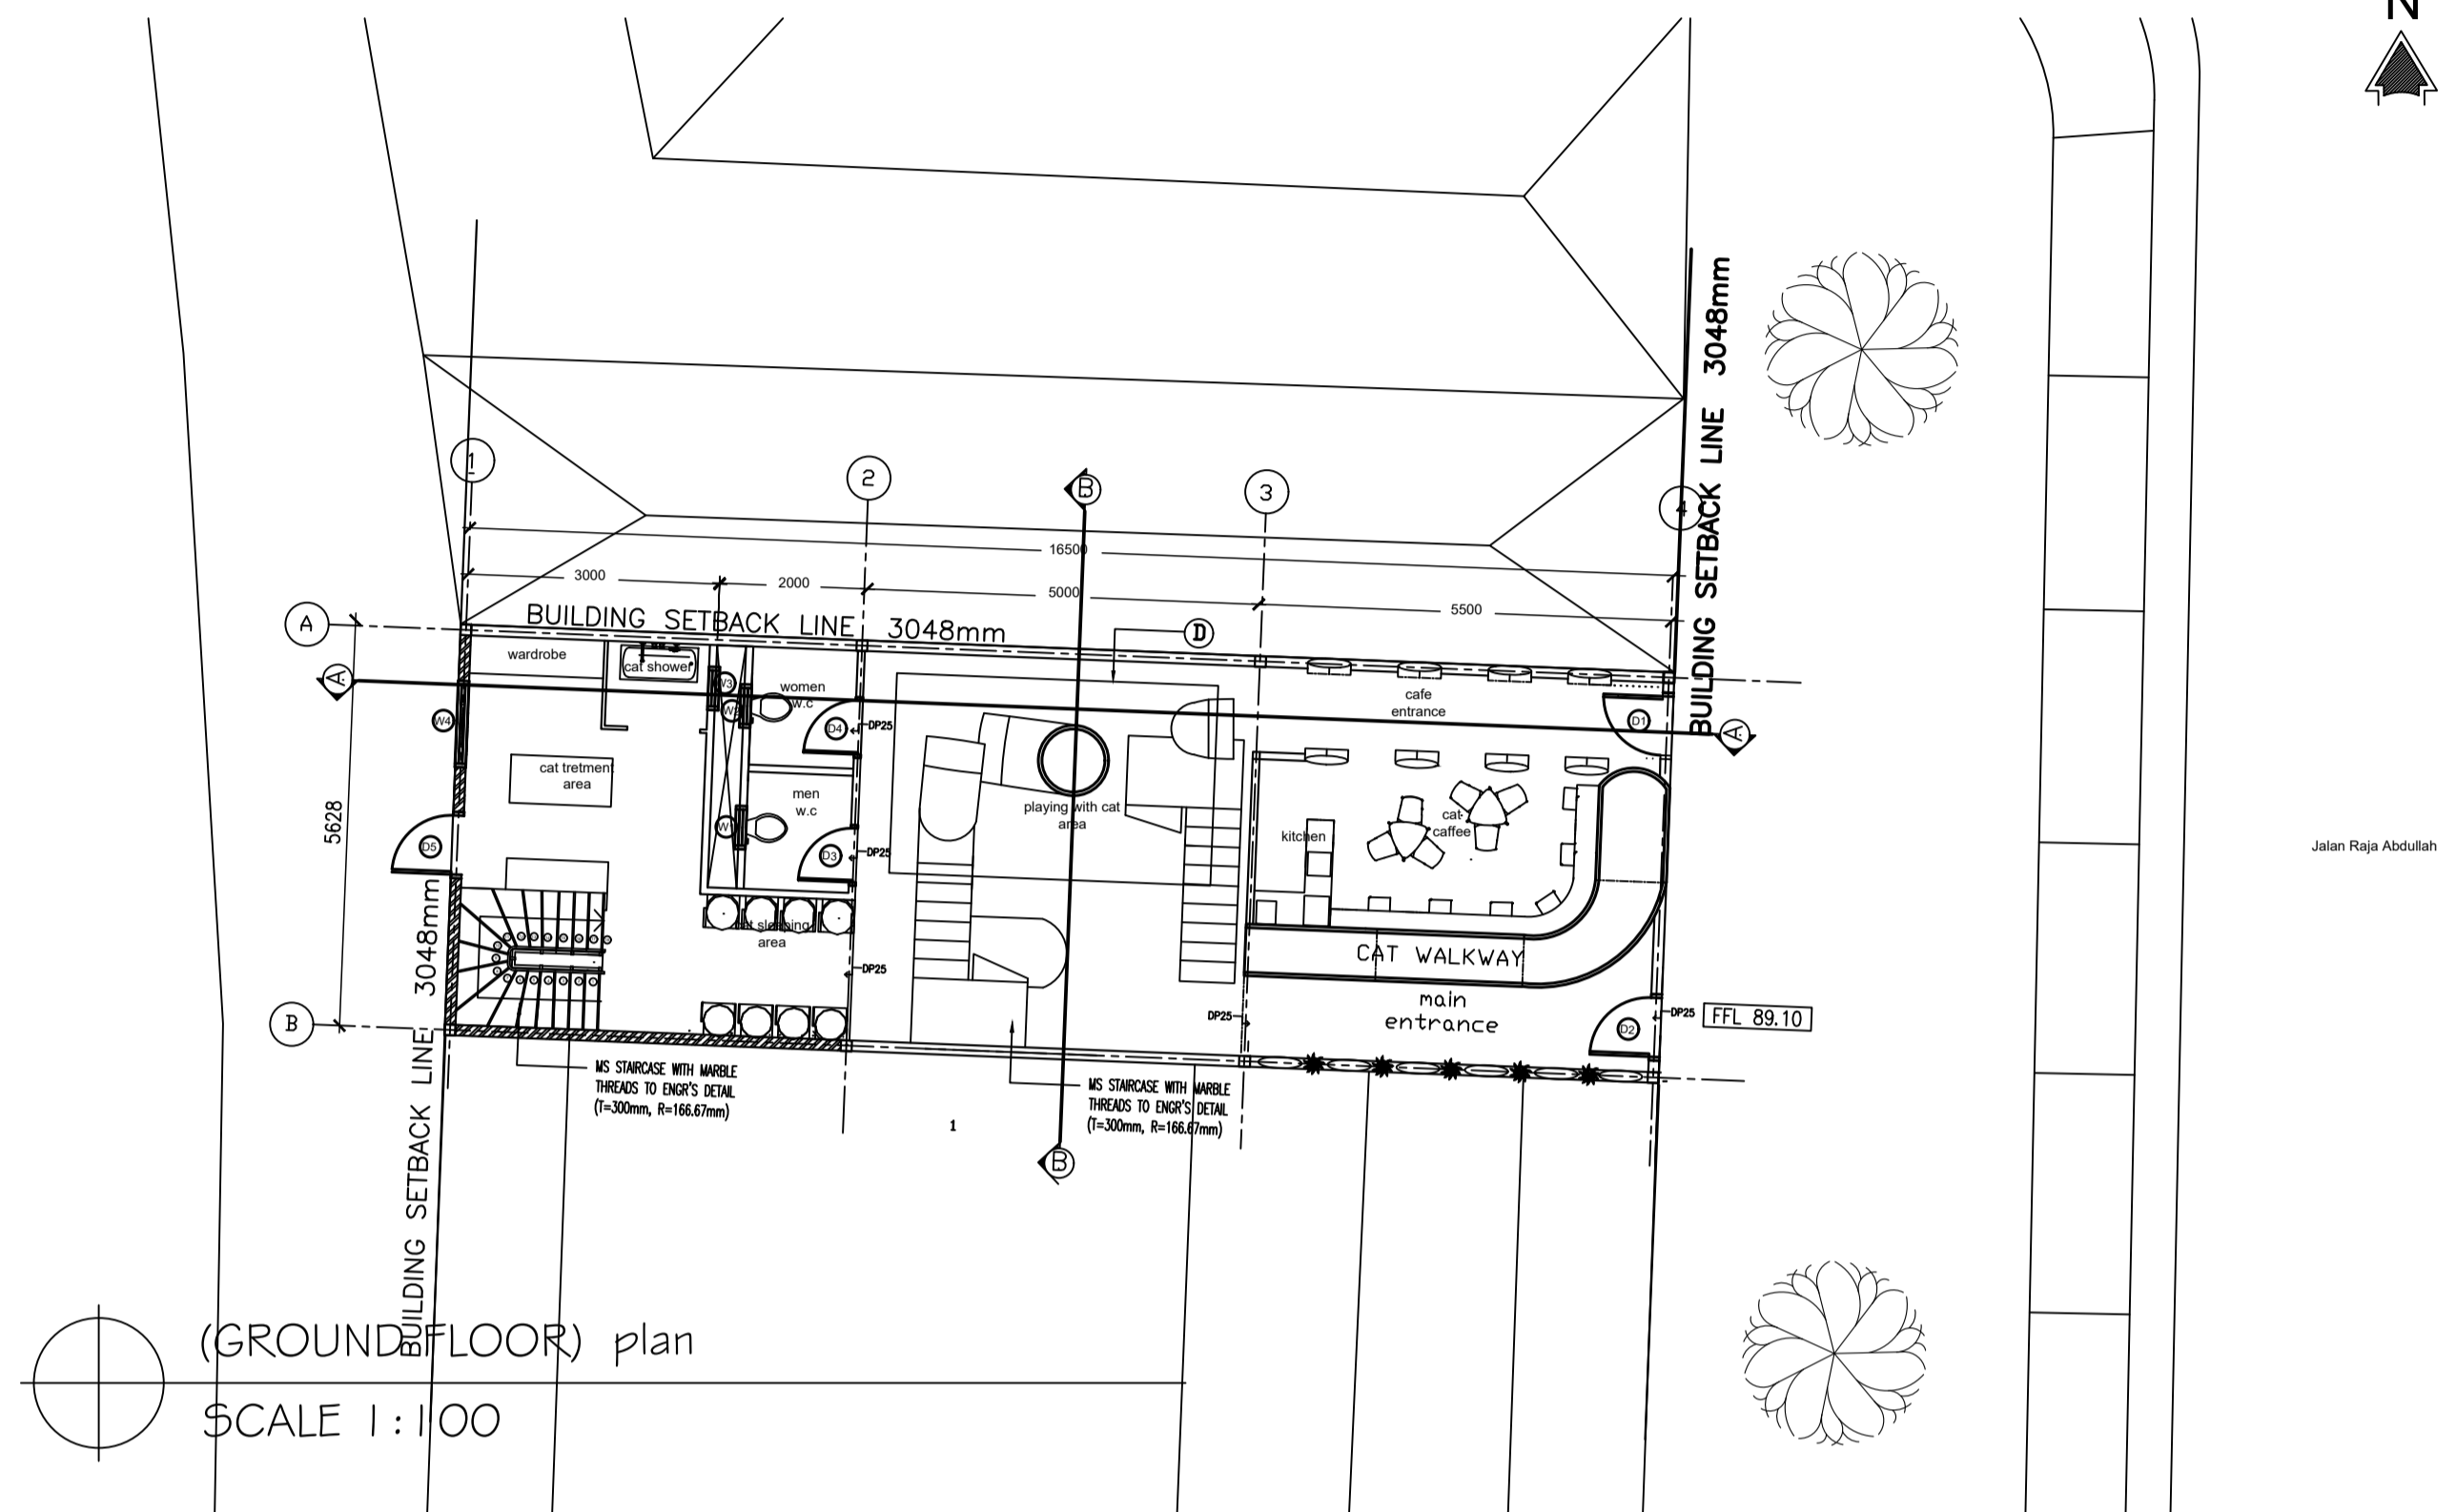 N
BUILDING SETBACK LINE 3048mm
1
2
B
3
4
16500
3000
2000
5000
5500
BUILDING SETBACK LINE 3048mm
D
A
A
wardrobe
cat shower
W3
women
w.c
W2
cafe
entrance
W4
D4
DP25
D1
A
cat tretment
area
men
w.c
playing with cat
area
cat
caffee
kitchen
5628
W1
D5
D3
DP25
Jalan Raja Abdullah
area
DP25
CAT WALKWAY
main
entrance
DP25
D2
DP25
FFL 89.10
B
MS STAIRCASE WITH MARBLE
THREADS TO ENGR'S DETAIL
(T=300mm, R=166.67mm)
MS STAIRCASE WITH MARBLE
THREADS TO ENGR'S DETAIL
(T=300mm, R=166.67mm)
1
B
BUILDING SETBACK LINE 3048mm
(GROUND FLOOR) plan
SCALE 1:100